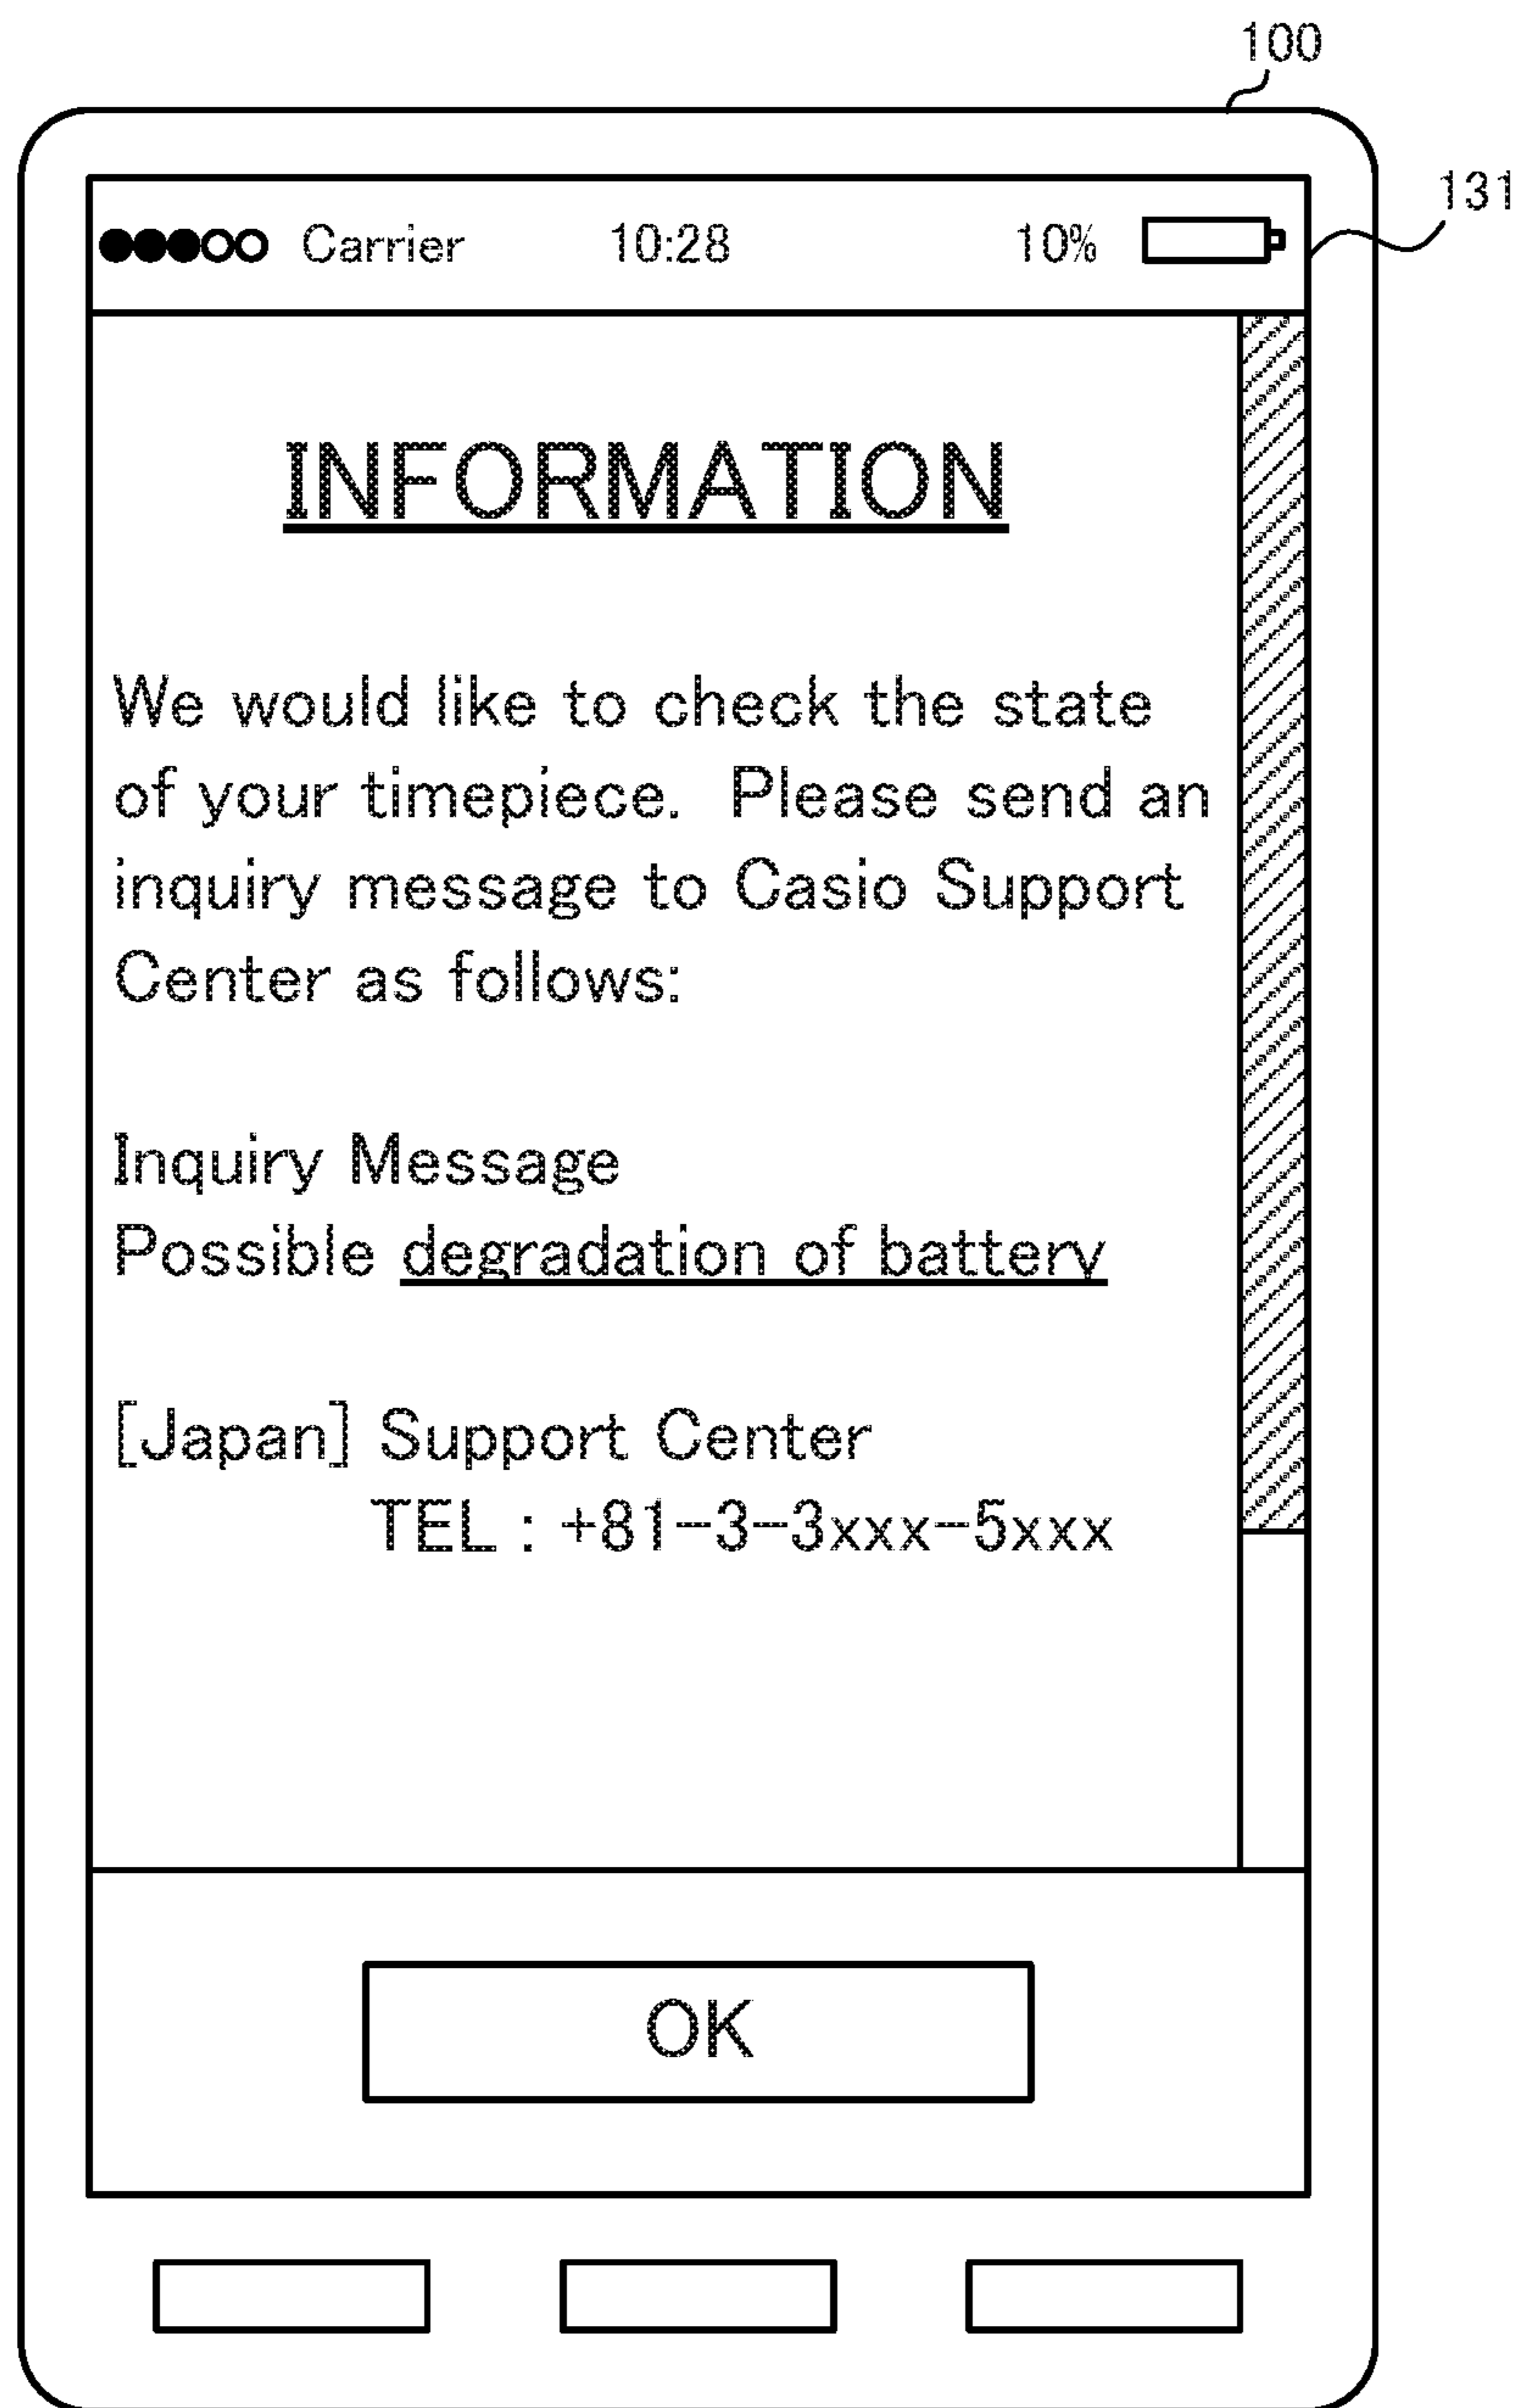 100
131
Carrier 10:28 10%
INFORMATION
We would like to check the state
of your timepiece. Please send an
inquiry message to Casio Support
Center as follows:
Inquiry Message
Possible degradation of battery
[Japan] Support Center
TEL : +81-3-3xxx-5xxx
OK